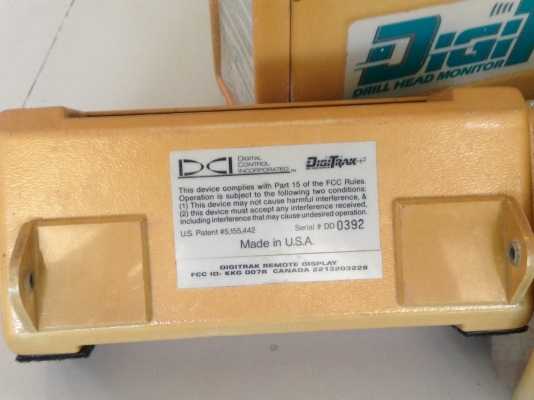 DIGIT
DRILL HEAD MONITOR
DCI DIGITAL CONTROL INCORPORATED™ DIGITRAK
This device complies with Part 15 of the FCC Rules.
Operation is subject to the following two conditions:
(1) This device may not cause harmful interference, &
(2) this device must accept any interference received,
including interference that may cause undesired operation.
U.S. Patent #5,155,442 Serial # DD 0392
Made in U.S.A.
DIGITRAK REMOTE DISPLAY
FCC ID: KKG 0078 CANADA 2213203228